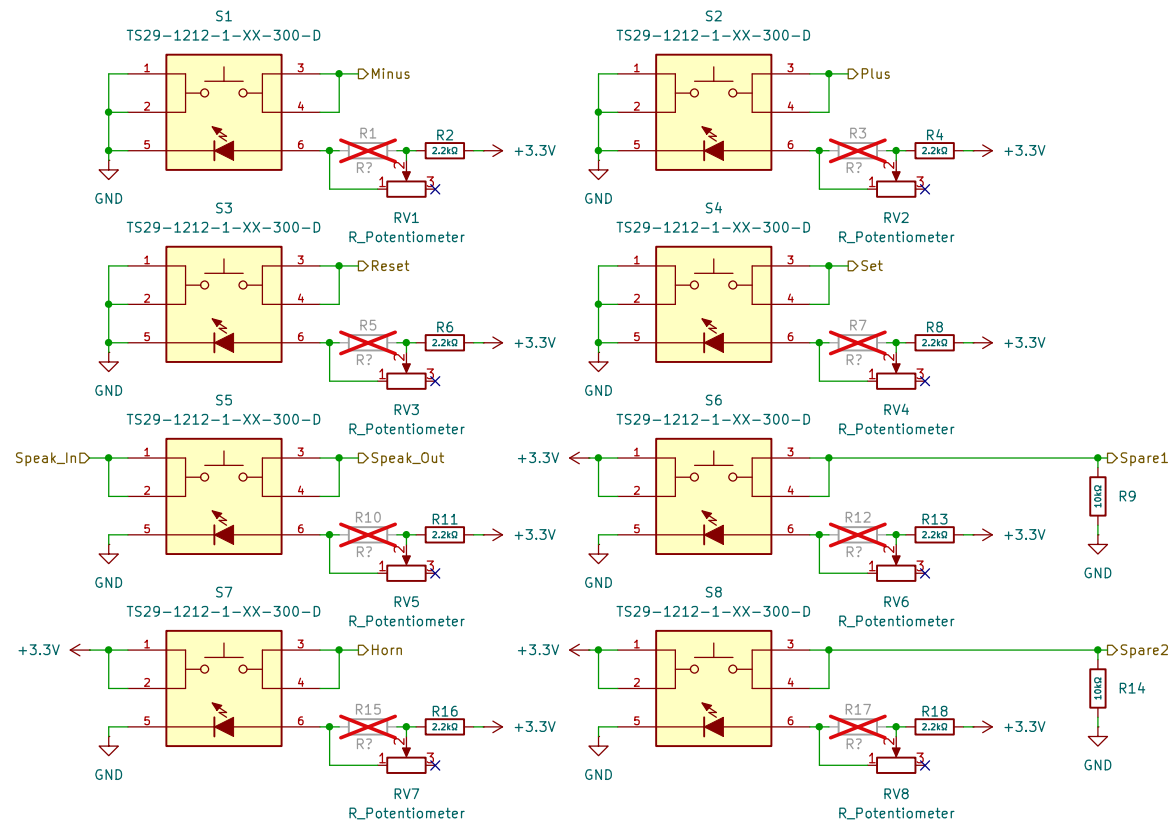 S1
TS29-1212-1-XX-300-D
1
2
5
3
4
6
Minus
GND
R1
R?
R2
2.2kΩ
+3.3V
2
1
3
RV1
R_Potentiometer
S2
TS29-1212-1-XX-300-D
1
2
5
3
4
6
Plus
GND
R3
R?
R4
2.2kΩ
+3.3V
2
1
3
RV2
R_Potentiometer
S3
TS29-1212-1-XX-300-D
1
2
5
3
4
6
Reset
GND
R5
R?
R6
2.2kΩ
+3.3V
2
1
3
RV3
R_Potentiometer
S4
TS29-1212-1-XX-300-D
1
2
5
3
4
6
Set
GND
R7
R?
R8
2.2kΩ
+3.3V
2
1
3
RV4
R_Potentiometer
S5
TS29-1212-1-XX-300-D
Speak_In
1
2
5
3
4
6
Speak_Out
GND
R10
R?
R11
2.2kΩ
+3.3V
2
1
3
RV5
R_Potentiometer
S6
TS29-1212-1-XX-300-D
+3.3V
1
2
5
3
4
6
Spare1
R9
10kΩ
GND
GND
R12
R?
R13
2.2kΩ
+3.3V
2
1
3
RV6
R_Potentiometer
S7
TS29-1212-1-XX-300-D
+3.3V
1
2
5
3
4
6
Horn
GND
R15
R?
R16
2.2kΩ
+3.3V
2
1
3
RV7
R_Potentiometer
S8
TS29-1212-1-XX-300-D
+3.3V
1
2
5
3
4
6
Spare2
R14
10kΩ
GND
GND
R17
R?
R18
2.2kΩ
+3.3V
2
1
3
RV8
R_Potentiometer